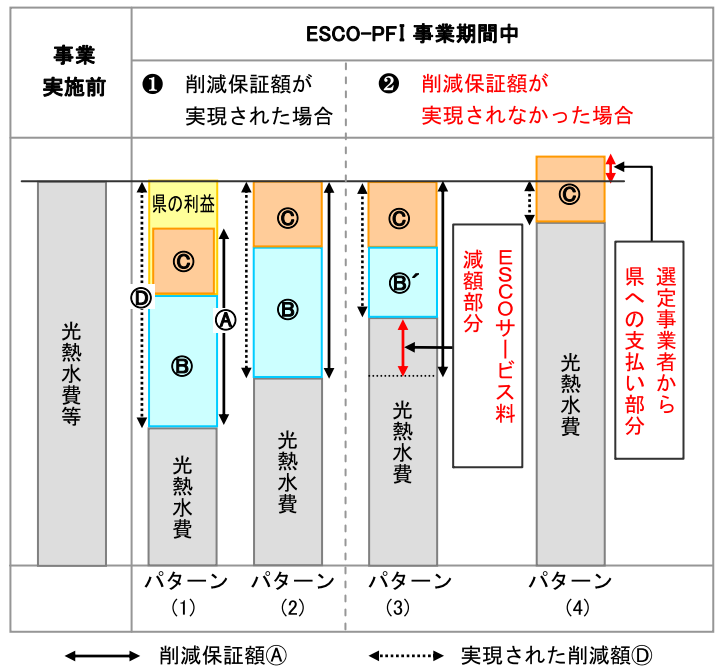 事業
実施前
ESCO-PFI 事業期間中
❶ 削減保証額が
実現された場合
❷ 削減保証額が
実現されなかった場合
光熱水費等
県の利益
Ⓒ
Ⓓ
Ⓐ
Ⓑ
光熱水費
Ⓒ
Ⓑ
光熱水費
Ⓒ
Ⓑ´
光熱水費
ESCOサービス料
減額部分
Ⓒ
光熱水費
選定事業者から
県への支払い部分
パターン
(1)
パターン
(2)
パターン
(3)
パターン
(4)
削減保証額Ⓐ
実現された削減額Ⓓ